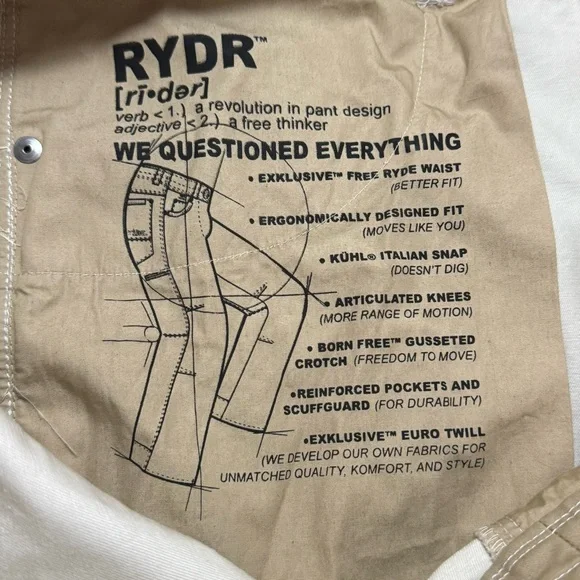 RYDR™
[rī•dər]
verb < 1.) a revolution in pant design
adjective < 2.) a free thinker
WE QUESTIONED EVERYTHING
• EXKLUSIVE™ FREE RYDE WAIST
(BETTER FIT)
• ERGONOMICALLY DESIGNED FIT
(MOVES LIKE YOU)
• KÜHL® ITALIAN SNAP
(DOESN'T DIG)
• ARTICULATED KNEES
(MORE RANGE OF MOTION)
• BORN FREE™ GUSSETED
CROTCH (FREEDOM TO MOVE)
•REINFORCED POCKETS AND
SCUFFGUARD (FOR DURABILITY)
•EXKLUSIVE™ EURO TWILL
(WE DEVELOP OUR OWN FABRICS FOR
UNMATCHED QUALITY, KOMFORT, AND STYLE)